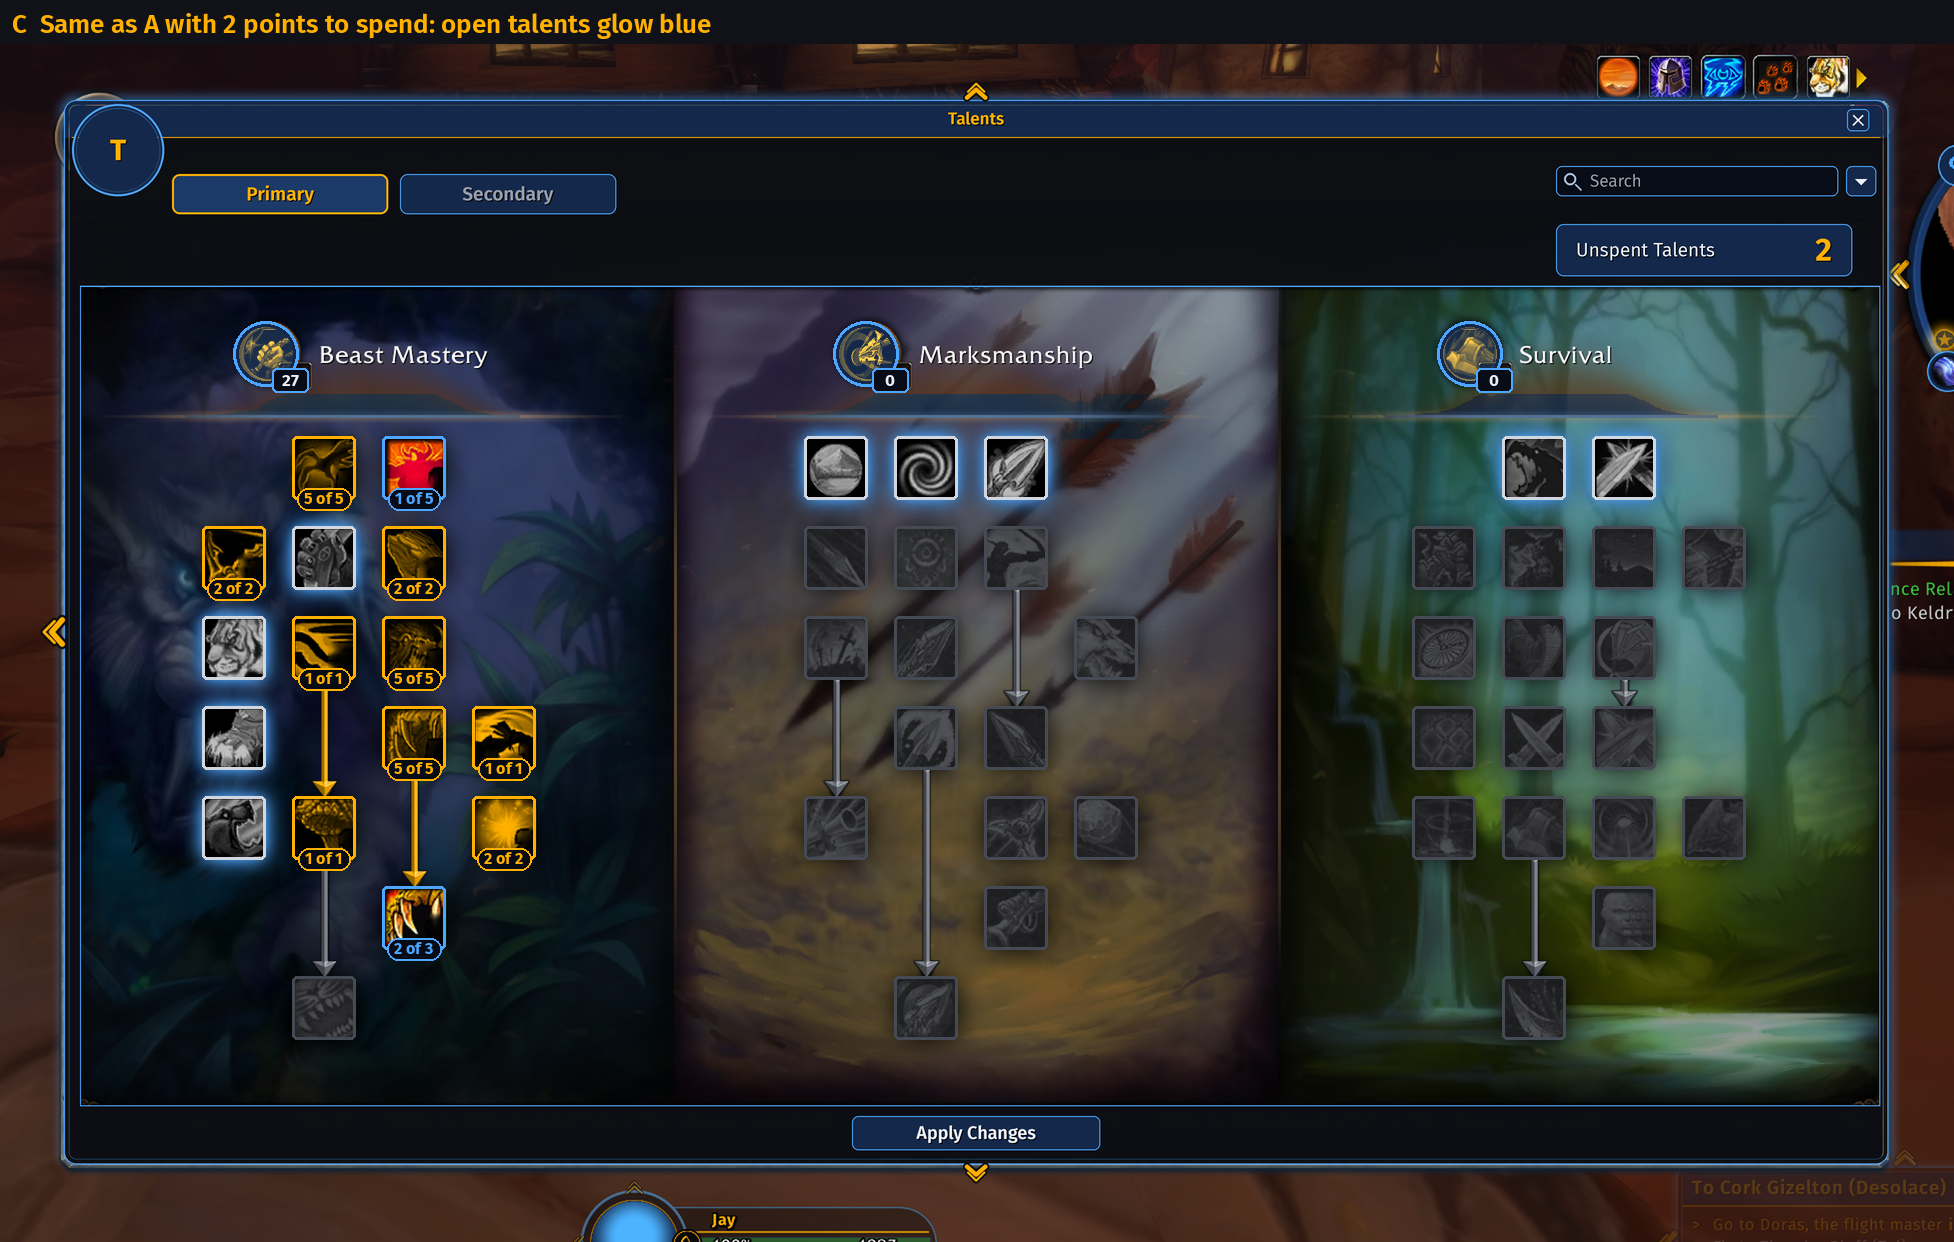 C Same as A with 2 points to spend: open talents glow blue
Talents
T
Primary
Secondary
Search
Unspent Talents 2
Beast Mastery
27
Marksmanship
0
Survival
0
5 of 5
1 of 5
2 of 2
2 of 2
1 of 1
5 of 5
5 of 5
1 of 1
1 of 1
2 of 2
2 of 3
nce Rel
o Keldr
Apply Changes
To Cork Gizelton (Desolace)
> Go to Doras, the flight master i
Jay